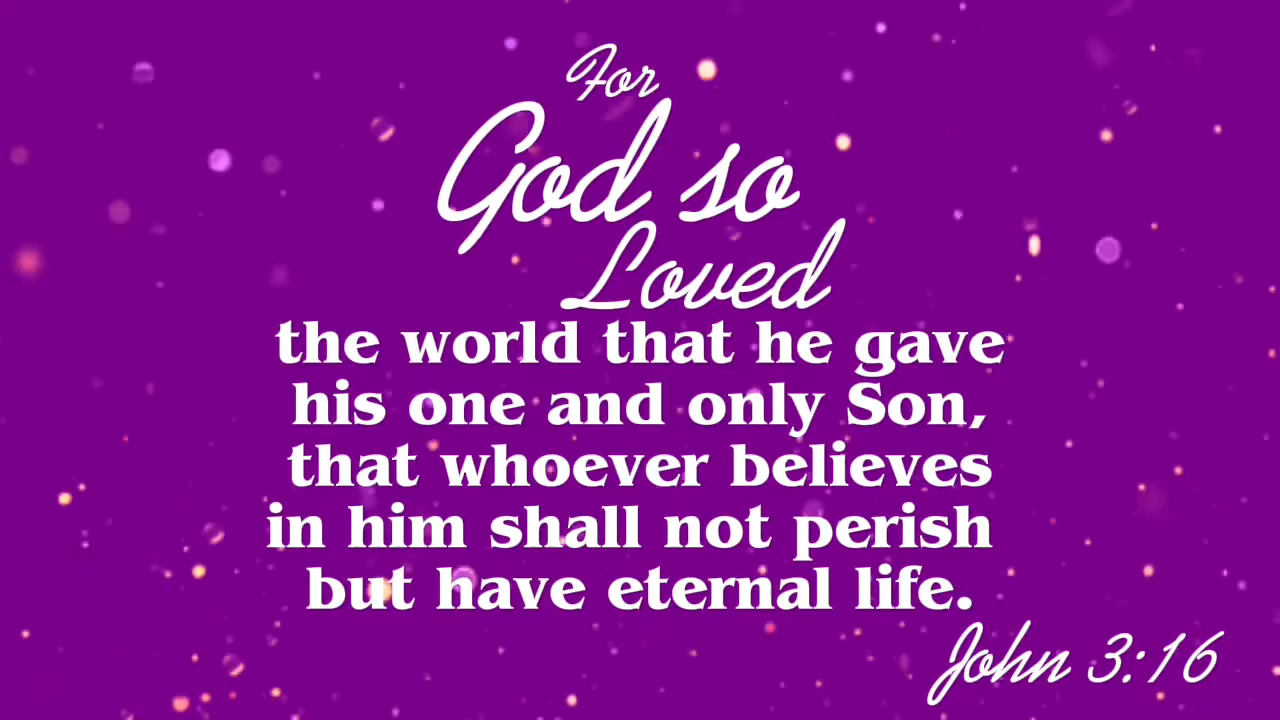 For
God so
Loved
the world that he gave
his one and only Son,
that whoever believes
in him shall not perish
but have eternal life.
John 3:16